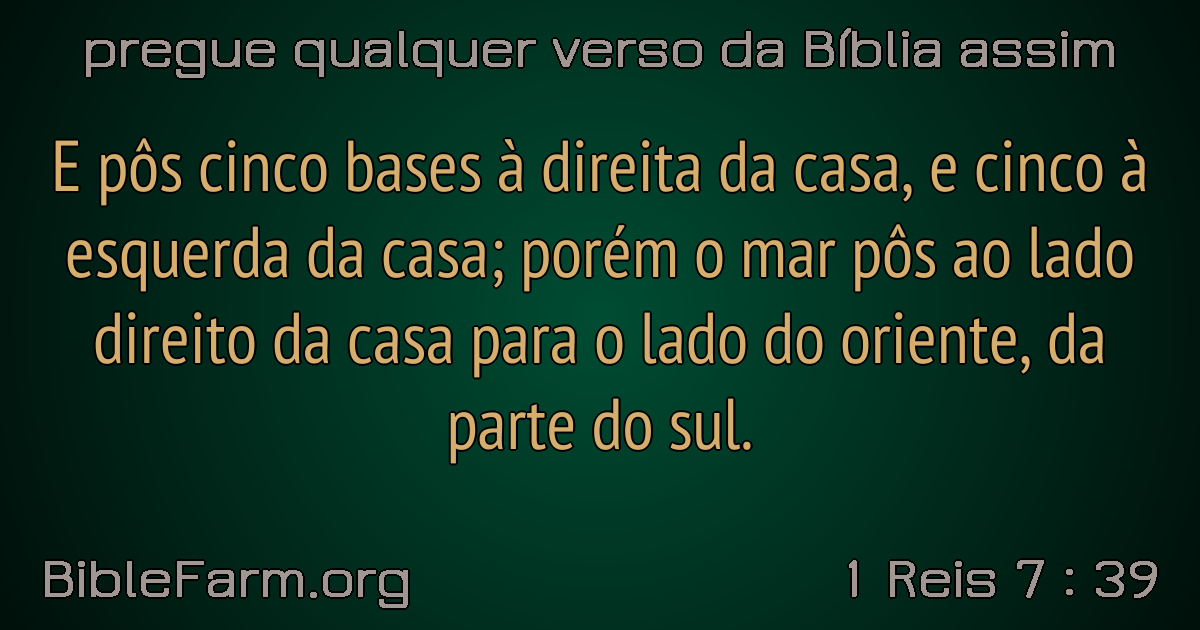 pregue qualquer verso da Bíblia assim
E pôs cinco bases à direita da casa, e cinco à
esquerda da casa; porém o mar pôs ao lado
direito da casa para o lado do oriente, da
parte do sul.
BibleFarm.org
1 Reis 7 : 39